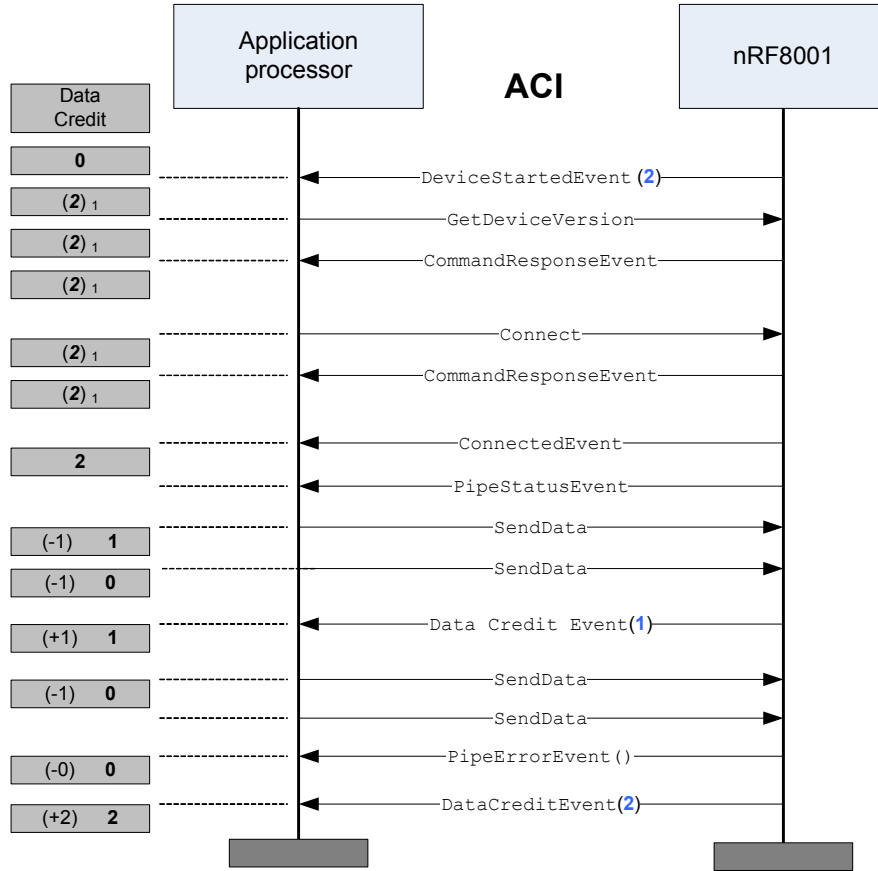 Application
processor
ACI
nRF8001
Data
Credit
0
DeviceStartedEvent (2)
(2) 1
GetDeviceVersion
(2) 1
CommandResponseEvent
(2) 1
Connect
(2) 1
CommandResponseEvent
(2) 1
ConnectedEvent
2
PipeStatusEvent
SendData
(-1) 1
SendData
(-1) 0
Data Credit Event(1)
(+1) 1
SendData
(-1) 0
SendData
PipeErrorEvent()
(-0) 0
DataCreditEvent(2)
(+2) 2